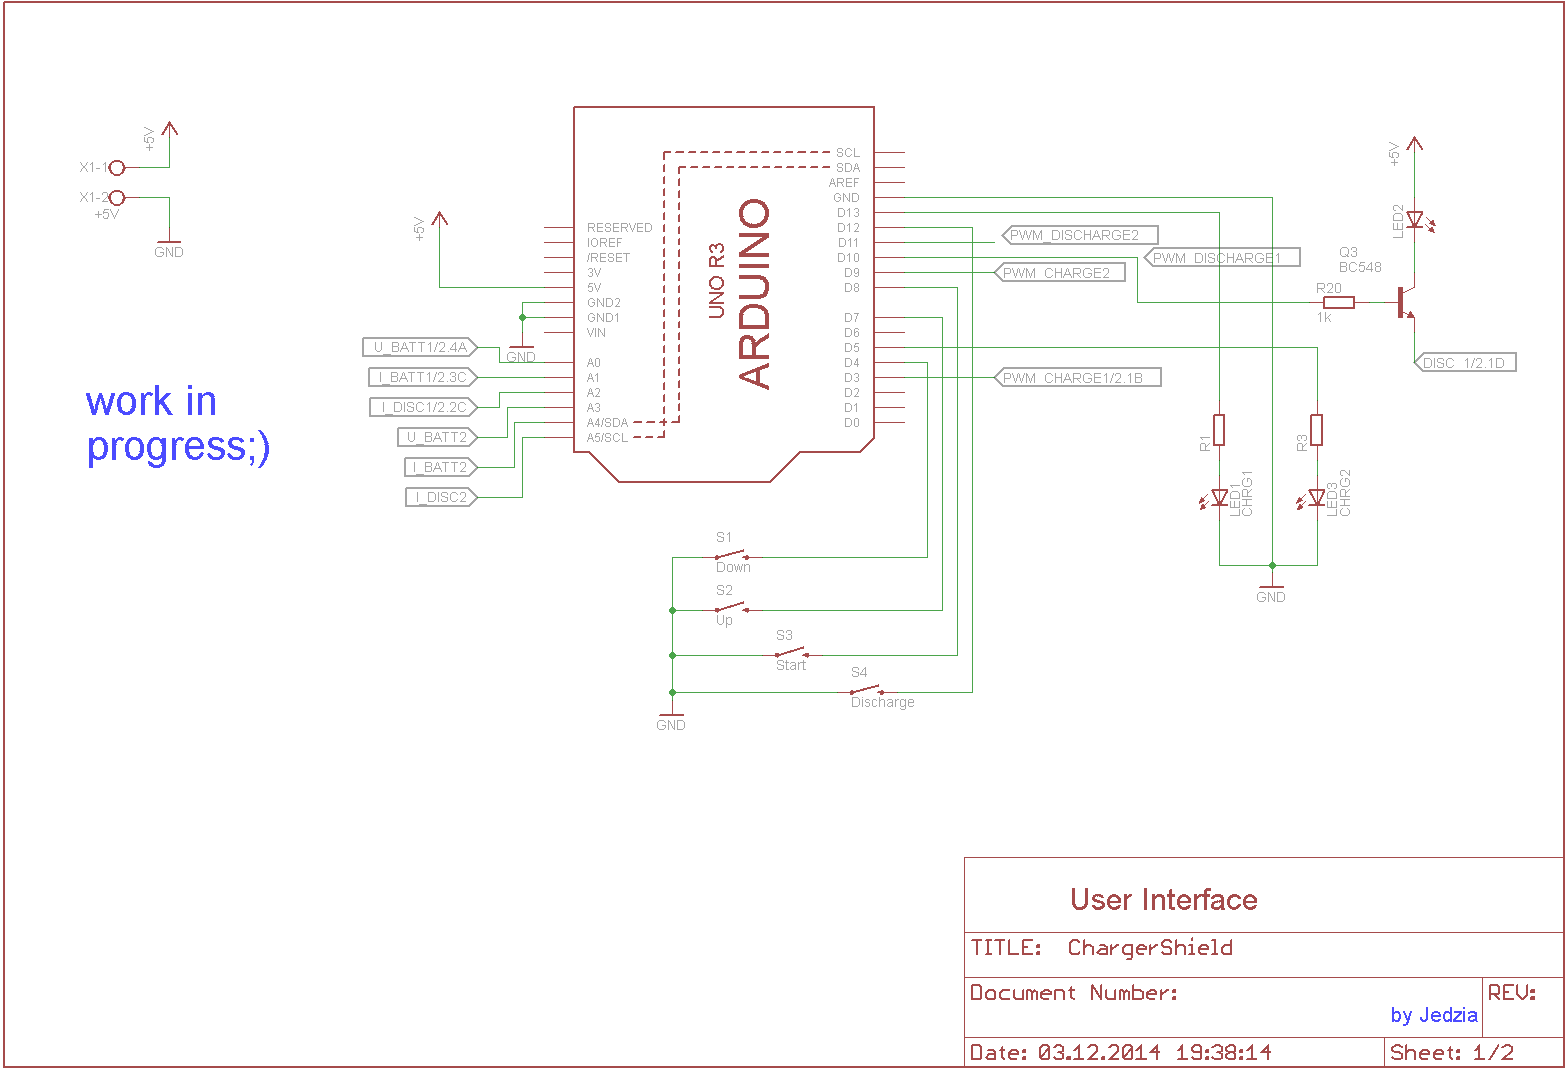 +5V
X1-1
X1-2
+5V
GND
+5V
RESERVED
IOREF
/RESET
3V
5V
GND2
GND1
VIN
GND
A0
A1
A2
A3
A4/SDA
A5/SCL
UNO R3
ARDUINO
SCL
SDA
AREF
GND
D13
D12
D11
D10
D9
D8
D7
D6
D5
D4
D3
D2
D1
D0
U_BATT1/2.4A
I_BATT1/2.3C
I_DISC1/2.2C
U_BATT2
I_BATT2
I_DISC2
work in
progress;)
PWM_DISCHARGE2
PWM_DISCHARGE1
PWM_CHARGE2
PWM_CHARGE1/2.1B
+5V
LED2
Q3
BC548
R20
1k
DISC_1/2.1D
R1
R3
LED1
CHRG1
LED3
CHRG2
GND
S1
Down
S2
Up
S3
Start
S4
Discharge
GND
User Interface
TITLE: ChargerShield
Document Number:
REV:
by Jedzia
Date: 03.12.2014 19:38:14
Sheet: 1/2